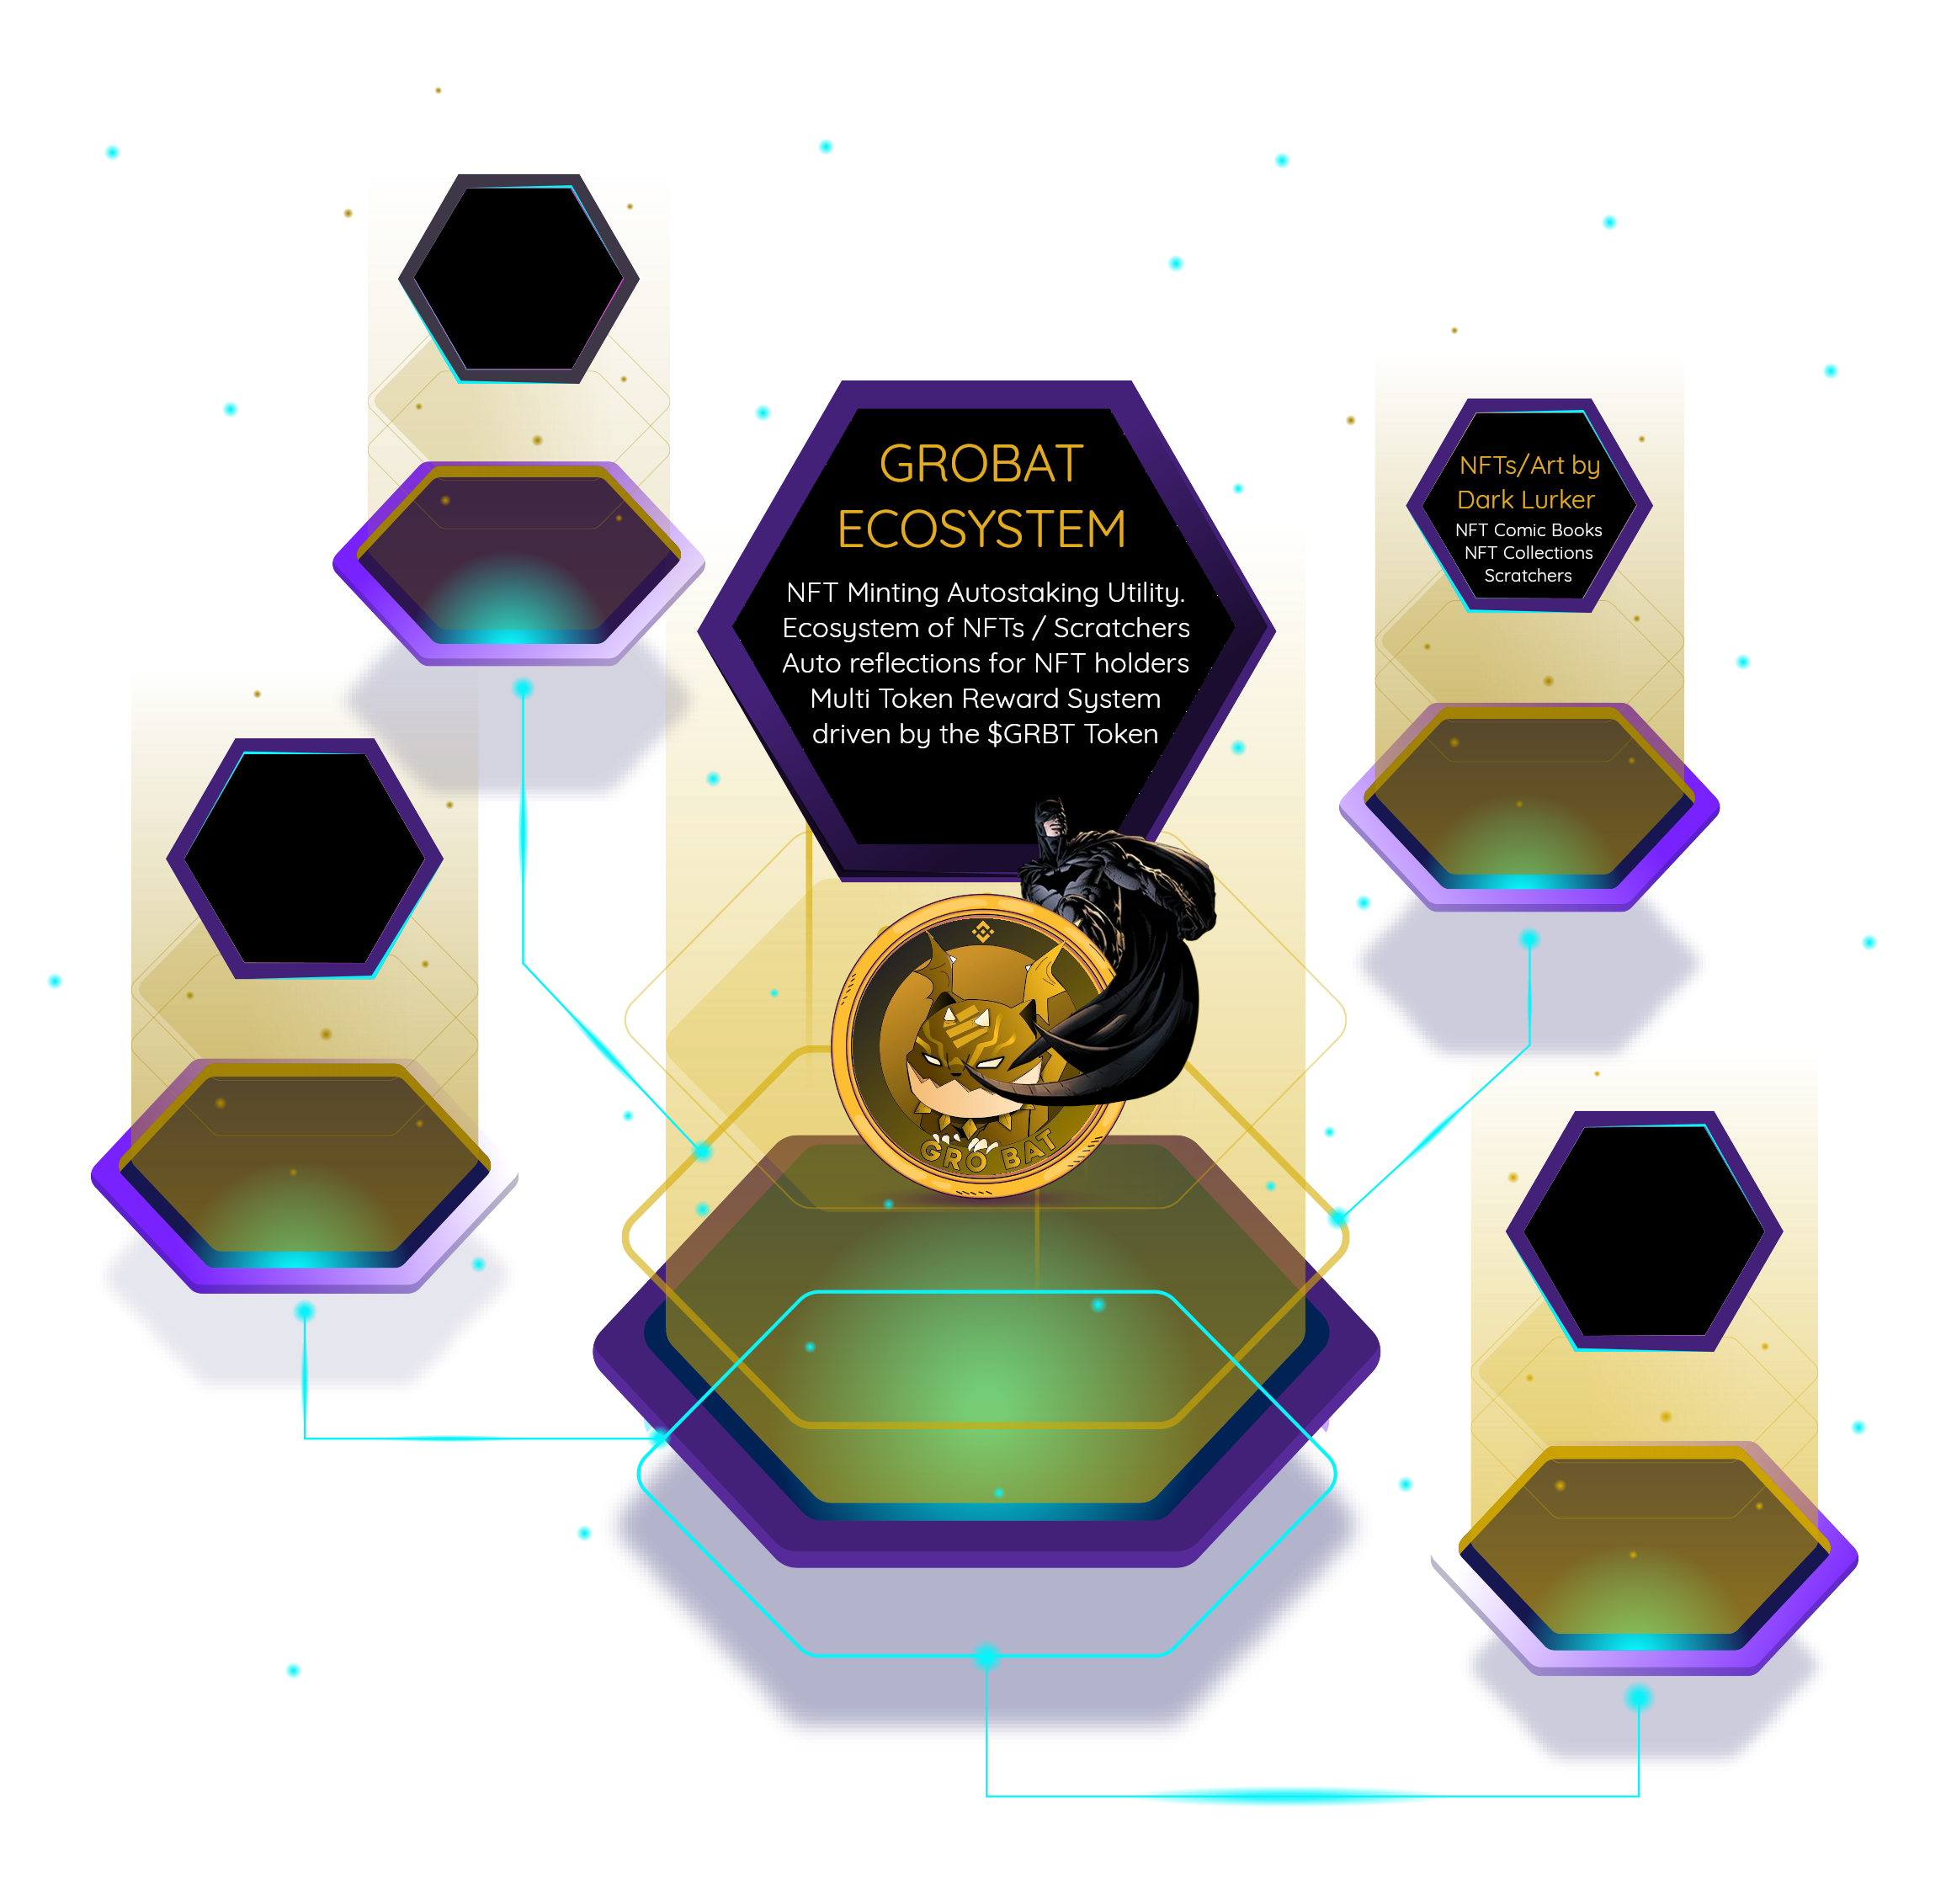 GROBAT
ECOSYSTEM
NFT Minting Autostaking Utility.
Ecosystem of NFTs / Scratchers
Auto reflections for NFT holders
Multi Token Reward System
driven by the $GRBT Token
NFTs/Art by
Dark Lurker
NFT Comic Books
NFT Collections
Scratchers
GRO BAT